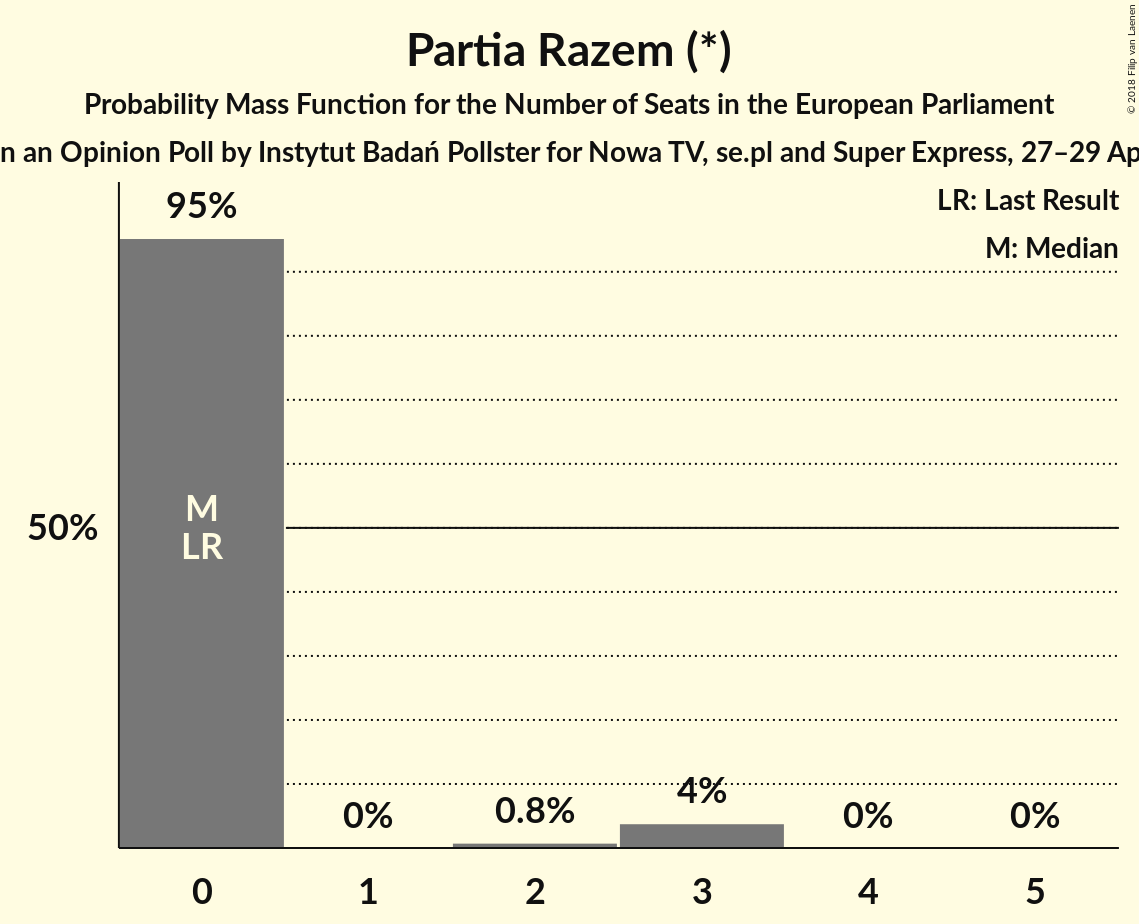 Partia Razem (*)
Probability Mass Function for the Number of Seats in the European Parliament
an Opinion Poll by Instytut Badań Pollster for Nowa TV, se.pl and Super Express, 27–29
© 2018 Filip van Laenen
LR: Last Result
M: Median
95%
M
LR
50%
0%
0.8%
4%
0%
0%
0
1
2
3
4
5